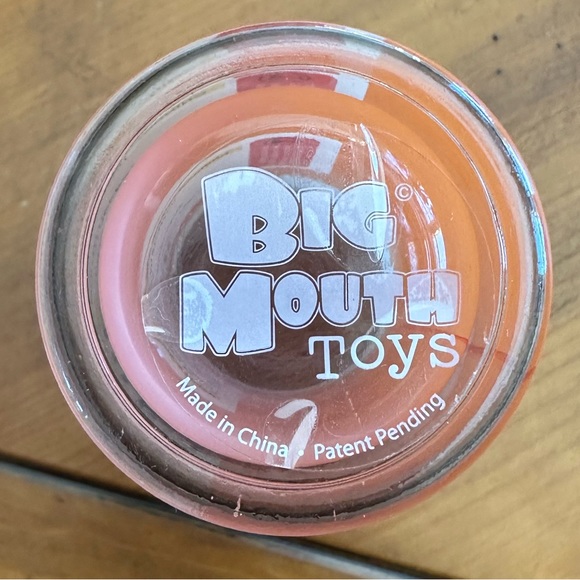 BIG ©
MOUTH
TOYS
Made in China • Patent Pending